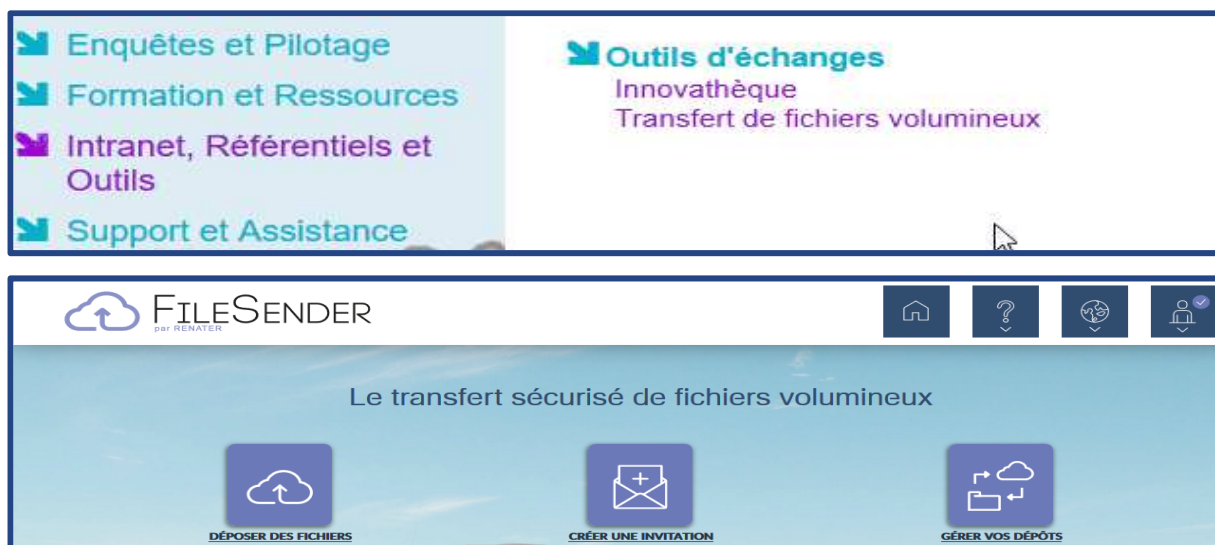 Enquêtes et Pilotage
Formation et Ressources
Intranet, Référentiels et
Outils
Support et Assistance
Outils d'échanges
Innovathèque
Transfert de fichiers volumineux
FILESENDER
par RENATER
Le transfert sécurisé de fichiers volumineux
DÉPOSER DES FICHIERS
CRÉER UNE INVITATION
GÉRER VOS DÉPÔTS